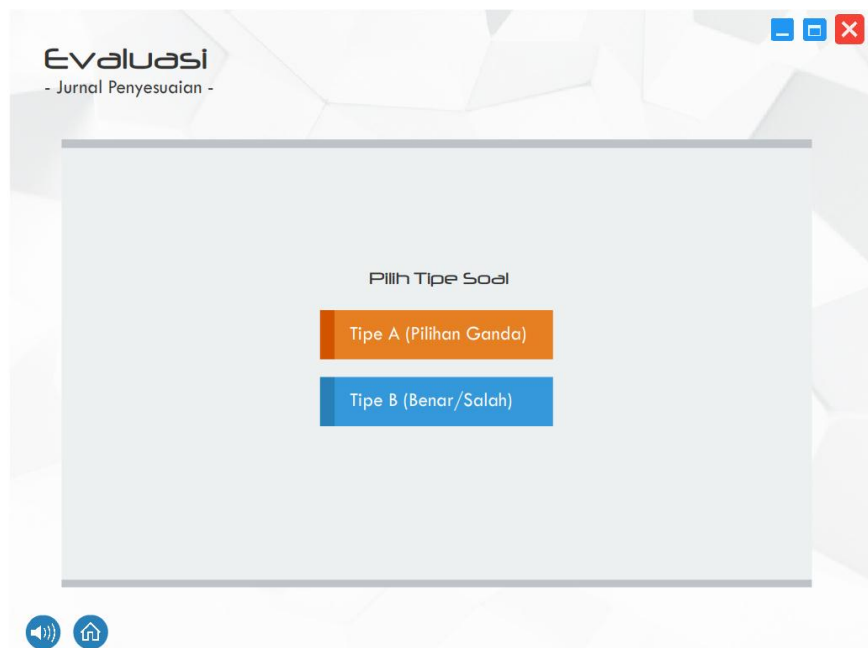 Evaluasi
- Jurnal Penyesuaian -
Pilih Tipe Soal
Tipe A (Pilihan Ganda)
Tipe B (Benar/Salah)